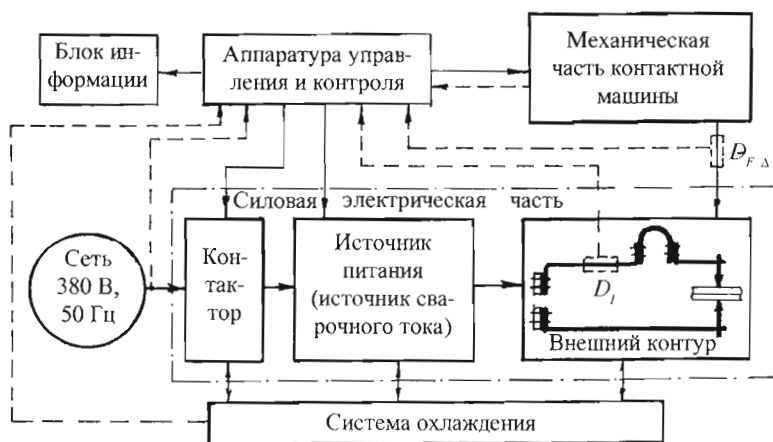 Блок ин-
формации
Аппаратура управ-
ления и контроля
Механическая
часть контактной
машины
D_{F Δ}
Силовая электрическая часть
Сеть
380 В,
50 Гц
Кон-
так-
тор
Источник
питания
(источник сва-
рочного тока)
D_I
Внешний контур
Система охлаждения